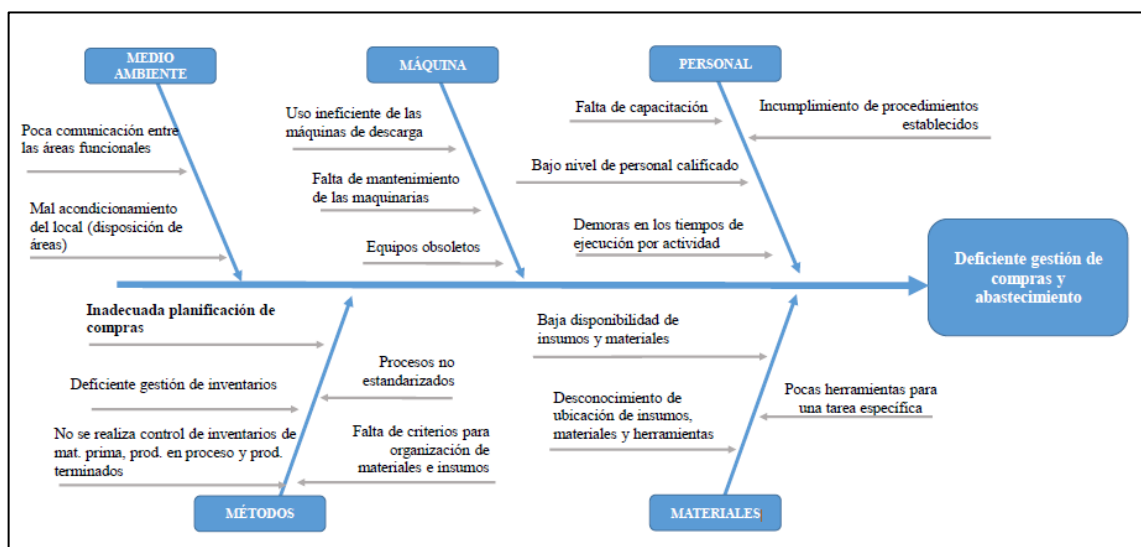 MEDIO
AMBIENTE
MÁQUINA
PERSONAL
Poca comunicación entre
las áreas funcionales
Mal acondicionamiento
del local (disposición de
áreas)
Uso ineficiente de las
máquinas de descarga
Falta de mantenimiento
de las maquinarias
Equipos obsoletos
Falta de capacitación
Incumplimiento de procedimientos
establecidos
Bajo nivel de personal calificado
Demoras en los tiempos de
ejecución por actividad
Deficiente gestión de
compras y
abastecimiento
Inadecuada planificación de
compras
Deficiente gestión de inventarios
No se realiza control de inventarios de
mat. prima, prod. en proceso y prod.
terminados
Procesos no
estandarizados
Falta de criterios para
organización de
materiales e insumos
Baja disponibilidad de
insumos y materiales
Desconocimiento de
ubicación de insumos,
materiales y herramientas
Pocas herramientas para
una tarea específica
MÉTODOS
MATERIALES